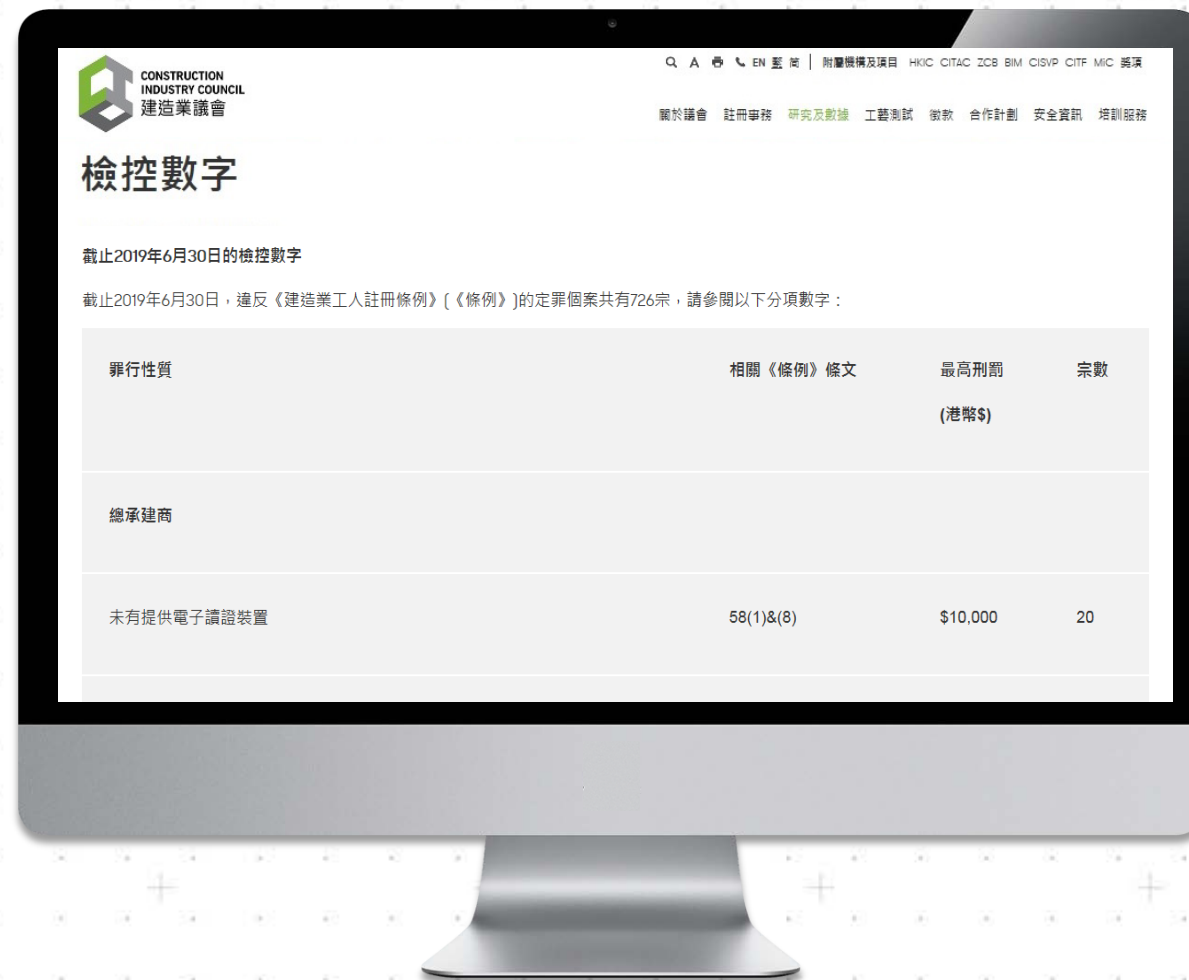 CONSTRUCTION
INDUSTRY COUNCIL
建造業議會
A EN 繁 简 | 附屬機構及項目 HKIC CITAC ZCB BIM CISVP CITF MiC 獎項
關於議會 註冊事務 研究及數據 工藝測試 徵款 合作計劃 安全資訊 培訓服務
檢控數字
截止2019年6月30日的檢控數字
截止2019年6月30日，違反《建造業工人註冊條例》(《條例》)的定罪個案共有726宗，請參閱以下分項數字：
罪行性質 相關《條例》條文 最高刑罰 宗數
(港幣$)
總承建商
未有提供電子讀證裝置 58(1)&(8) $10,000 20